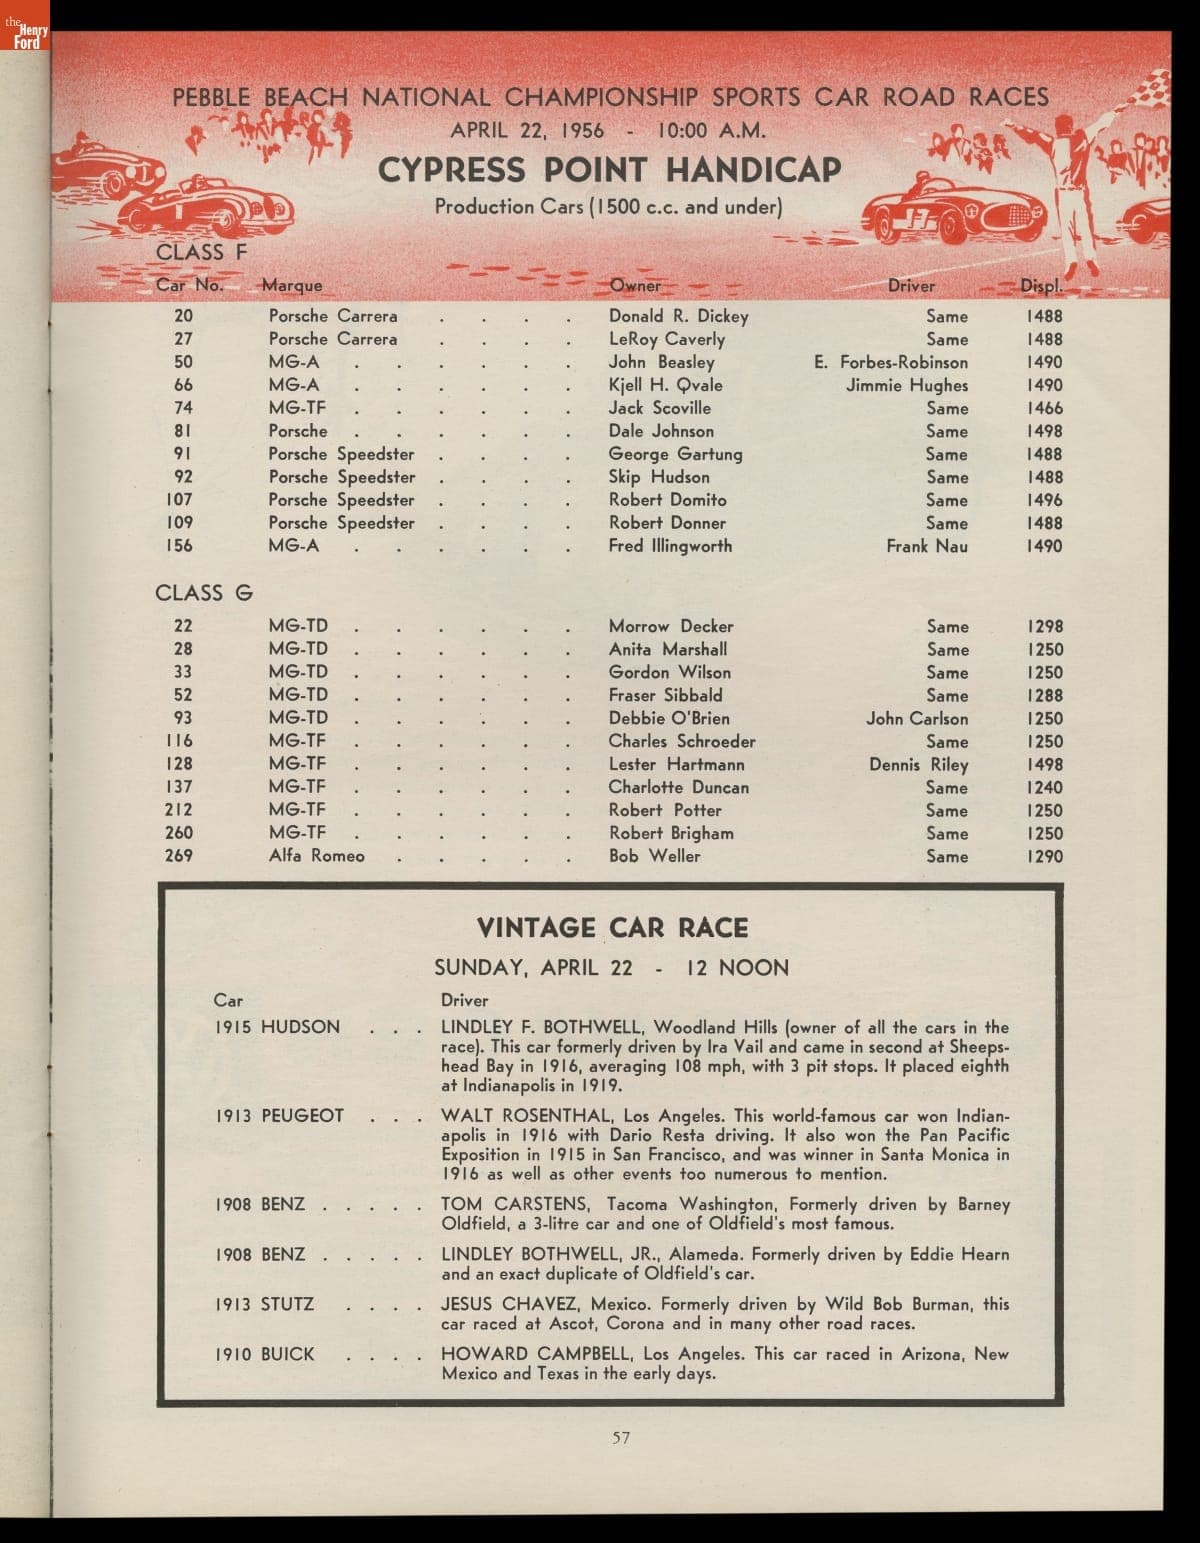 the
Henry
Ford
PEBBLE BEACH NATIONAL CHAMPIONSHIP SPORTS CAR ROAD RACES
APRIL 22, 1956 - 10:00 A.M.
CYPRESS POINT HANDICAP
Production Cars (1500 c.c. and under)
1
17
CLASS F
Car No. Marque Owner Driver Displ.
20 Porsche Carrera . . . . Donald R. Dickey Same 1488
27 Porsche Carrera . . . . LeRoy Caverly Same 1488
50 MG-A . . . . . . John Beasley E. Forbes-Robinson 1490
66 MG-A . . . . . . Kjell H. Qvale Jimmie Hughes 1490
74 MG-TF . . . . . . Jack Scoville Same 1466
81 Porsche . . . . . . Dale Johnson Same 1498
91 Porsche Speedster . . . . George Gartung Same 1488
92 Porsche Speedster . . . . Skip Hudson Same 1488
107 Porsche Speedster . . . . Robert Domito Same 1496
109 Porsche Speedster . . . . Robert Donner Same 1488
156 MG-A . . . . . . Fred Illingworth Frank Nau 1490
CLASS G
22 MG-TD . . . . . . Morrow Decker Same 1298
28 MG-TD . . . . . . Anita Marshall Same 1250
33 MG-TD . . . . . . Gordon Wilson Same 1250
52 MG-TD . . . . . . Fraser Sibbald Same 1288
93 MG-TD . . . . . . Debbie O'Brien John Carlson 1250
116 MG-TF . . . . . . Charles Schroeder Same 1250
128 MG-TF . . . . . . Lester Hartmann Dennis Riley 1498
137 MG-TF . . . . . . Charlotte Duncan Same 1240
212 MG-TF . . . . . . Robert Potter Same 1250
260 MG-TF . . . . . . Robert Brigham Same 1250
269 Alfa Romeo . . . . . Bob Weller Same 1290
VINTAGE CAR RACE
SUNDAY, APRIL 22 - 12 NOON
Car Driver
1915 HUDSON . . . LINDLEY F. BOTHWELL, Woodland Hills (owner of all the cars in the
race). This car formerly driven by Ira Vail and came in second at Sheeps-
head Bay in 1916, averaging 108 mph, with 3 pit stops. It placed eighth
at Indianapolis in 1919.
1913 PEUGEOT . . . WALT ROSENTHAL, Los Angeles. This world-famous car won Indian-
apolis in 1916 with Dario Resta driving. It also won the Pan Pacific
Exposition in 1915 in San Francisco, and was winner in Santa Monica in
1916 as well as other events too numerous to mention.
1908 BENZ . . . . . TOM CARSTENS, Tacoma Washington, Formerly driven by Barney
Oldfield, a 3-litre car and one of Oldfield's most famous.
1908 BENZ . . . . . LINDLEY BOTHWELL, JR., Alameda. Formerly driven by Eddie Hearn
and an exact duplicate of Oldfield's car.
1913 STUTZ . . . . JESUS CHAVEZ, Mexico. Formerly driven by Wild Bob Burman, this
car raced at Ascot, Corona and in many other road races.
1910 BUICK . . . . HOWARD CAMPBELL, Los Angeles. This car raced in Arizona, New
Mexico and Texas in the early days.
57